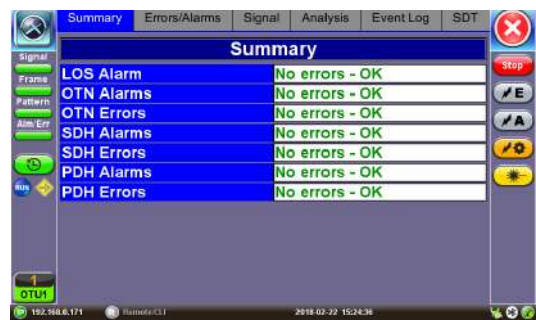 Summary Errors/Alarms Signal Analysis Event Log SDT
Summary
Signal
Frame
Pattern
Alm/Err
LOS Alarm No errors - OK
OTN Alarms No errors - OK
OTN Errors No errors - OK
SDH Alarms No errors - OK
SDH Errors No errors - OK
PDH Alarms No errors - OK
PDH Errors No errors - OK
Stop
E
A
BUS
1
OTU1
192.168.0.171 Remote/CLI 2018-02-22 15:24:36